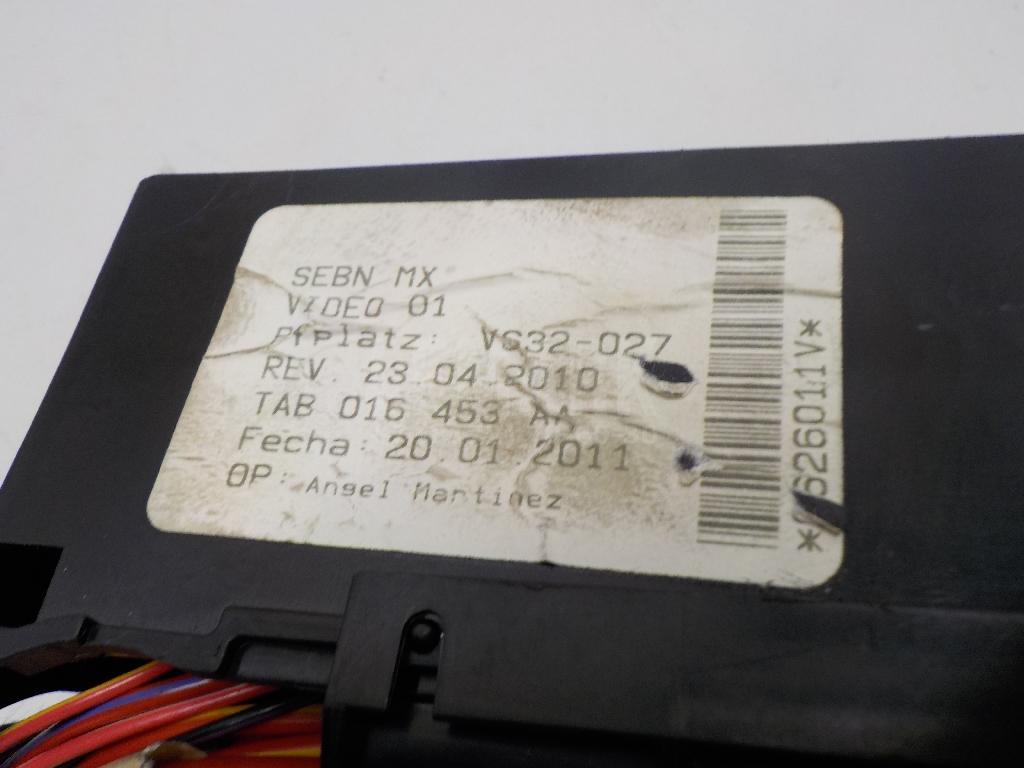 SEBN MX
VIDEO 01
Pfplatz: VS32-027
REV. 23.04.2010
TAB 016 453 AA
Fecha: 20.01.2011
OP: Angel Martinez